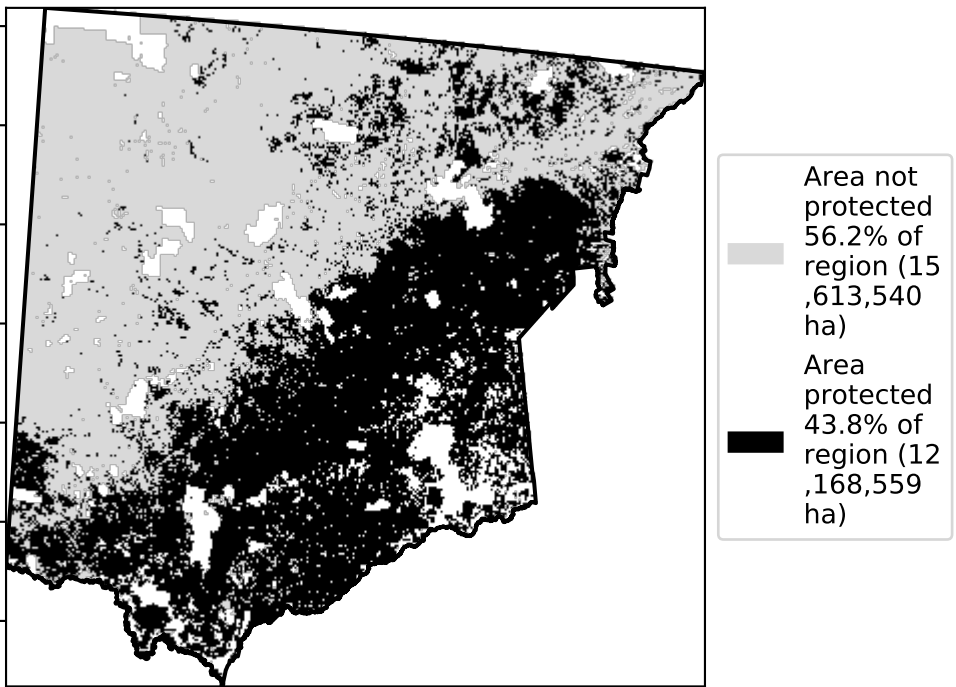 Area not
protected
56.2% of
region (15
,613,540
ha)
Area
protected
43.8% of
region (12
,168,559
ha)